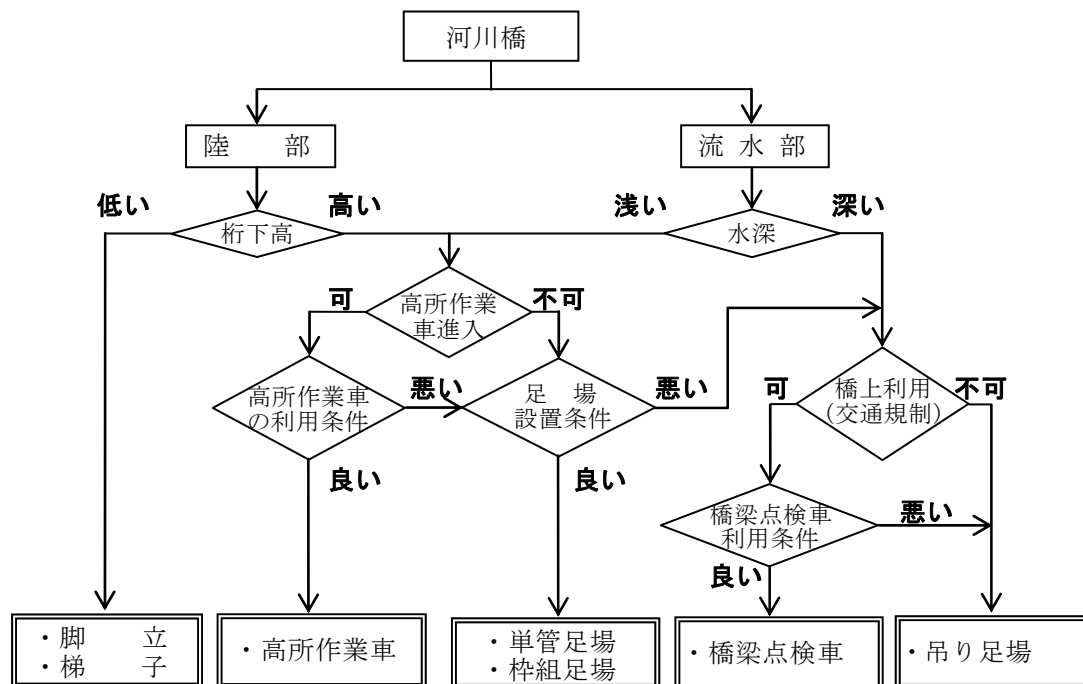 河川橋
陸 部
流 水 部
低い
高い
浅い
深い
桁下高
水深
可
高所作業
車進入
不可
高所作業車
の利用条件
悪い
足 場
設置条件
悪い
可
橋上利用
(交通規制)
不可
良い
良い
橋梁点検車
利用条件
悪い
良い
・脚 立
・梯 子
・高所作業車
・単管足場
・枠組足場
・橋梁点検車
・吊り足場